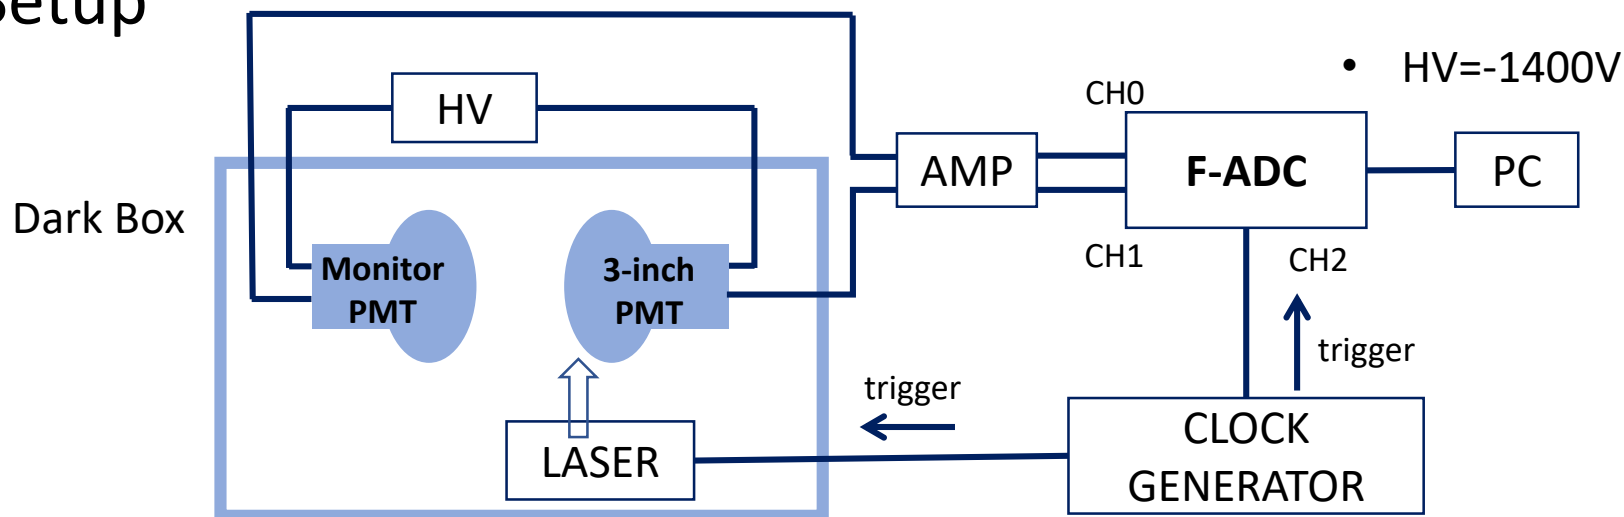 Setup
• HV=-1400V
HV
CH0
AMP
F-ADC
PC
Dark Box
Monitor
PMT
3-inch
PMT
CH1
CH2
trigger
trigger
LASER
CLOCK
GENERATOR